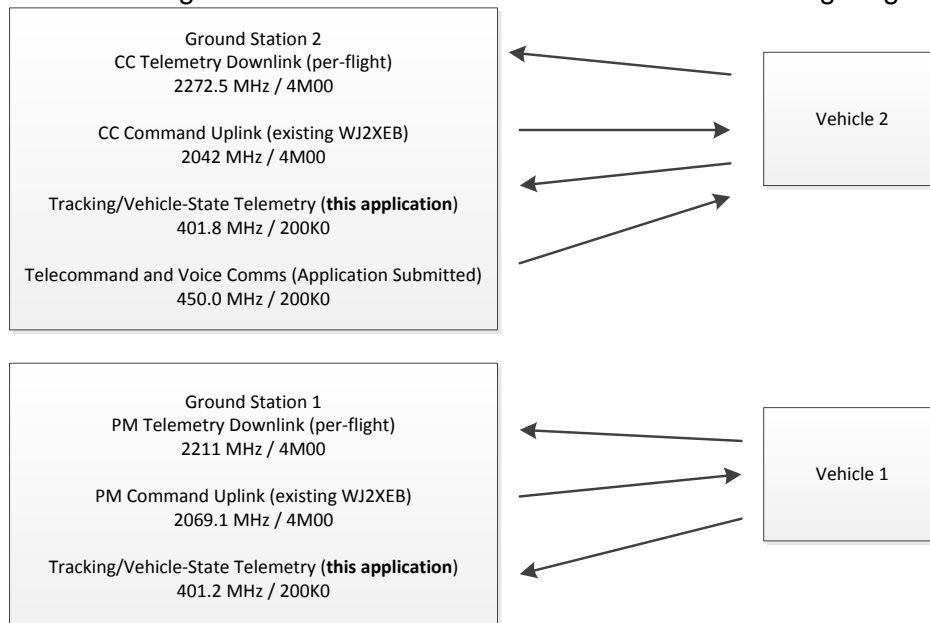 Ground Station 2
CC Telemetry Downlink (per-flight)
2272.5 MHz / 4M00
CC Command Uplink (existing WJ2XEB)
2042 MHz / 4M00
Tracking/Vehicle-State Telemetry (this application)
401.8 MHz / 200K0
Telecommand and Voice Comms (Application Submitted)
450.0 MHz / 200K0
Vehicle 2
Ground Station 1
PM Telemetry Downlink (per-flight)
2211 MHz / 4M00
PM Command Uplink (existing WJ2XEB)
2069.1 MHz / 4M00
Tracking/Vehicle-State Telemetry (this application)
401.2 MHz / 200K0
Vehicle 1